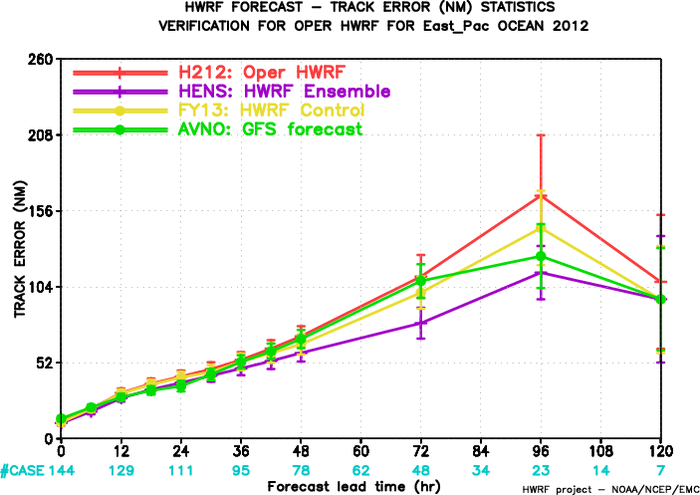 HWRF FORECAST – TRACK ERROR (NM) STATISTICS
VERIFICATION FOR OPER HWRF FOR East_Pac OCEAN 2012
H212: Oper HWRF
HENS: HWRF Ensemble
FY13: HWRF Control
AVNO: GFS forecast
TRACK ERROR (NM)
260
208
156
104
52
0
0 12 24 36 48 60 72 84 96 108 120
#CASE 144 129 111 95 78 62 48 34 23 14 7
Forecast lead time (hr)
HWRF project – NOAA/NCEP/EMC